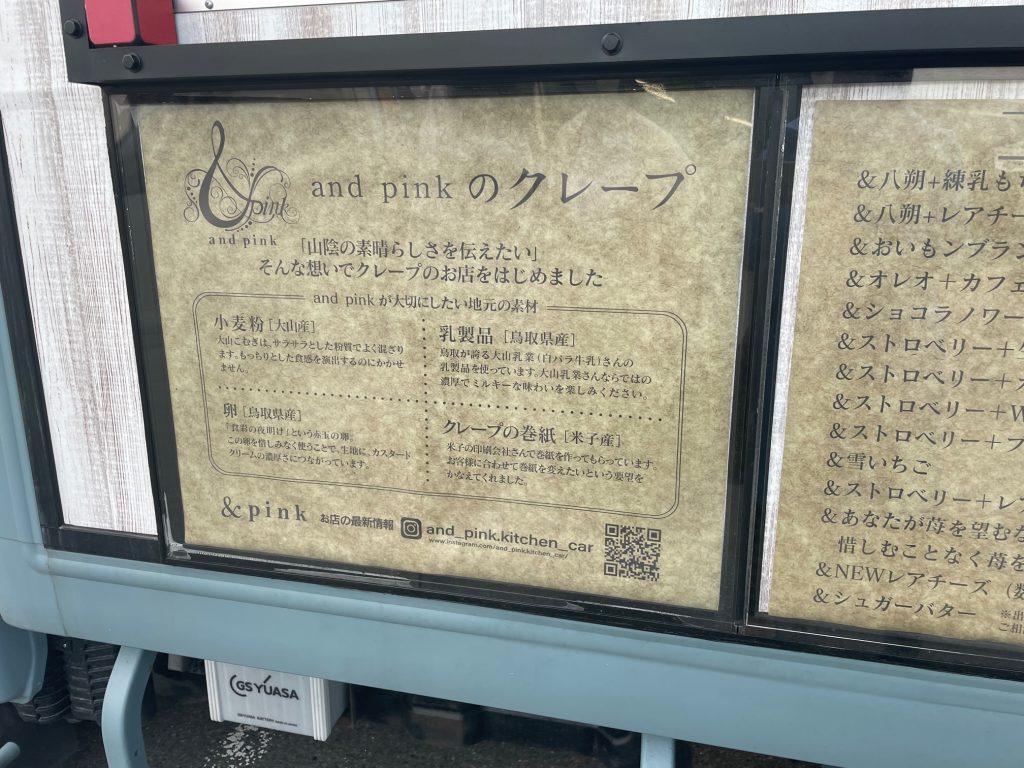 &pink
and pink
and pink のクレープ
「山陰の素晴らしさを伝えたい」
そんな想いでクレープのお店をはじめました
and pinkが大切にしたい地元の素材
小麦粉［大山産］
大山こむぎは、サラサラとした粉質でよく混ざり
ます。もっちりとした食感を演出するのにかかせ
ません。
乳製品［鳥取県産］
鳥取が誇る大山乳業（白バラ牛乳）さんの
乳製品を使っています。大山乳業さんならではの
濃厚でミルキーな味わいを楽しみください。
卵［鳥取県産］
「食彩の夜明け」という赤玉の卵。
この卵を惜しみなく使うことで、生地に、カスタード
クリームの濃厚さにつながっています。
クレープの巻紙［米子産］
米子の印刷会社さんで巻紙を作ってもらっています。
お客様に合わせて巻紙を変えたいという要望を
かなえてくれました。
&pink お店の最新情報 and_pink.kitchen_car
www.instagram.com/and_pink.kitchen_car/
&八朔+練乳も
&八朔+レアチー
&おいもンブラン
&オレオ＋カフェ
&ショコラノワー
&ストロベリー＋
&ストロベリー＋
&ストロベリー＋W
&ストロベリー＋
&雪いちご
&ストロベリー＋レ
&あなたが苺を望むな
惜しむことなく苺を
&NEWレアチーズ
&シュガーバター ※出
ご相
GS YUASA